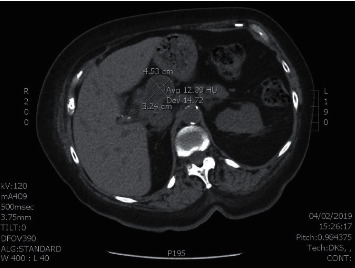 4.53 cm
Avg 12.09 HU
Dev 14.72
3.24 cm
R
2
0
0
L
1
9
0
kV:120
mA409
500msec
3.75mm
TILT:0
DFOV390
ALG:STANDARD
W 400 : L 40
P195
04/02/2019
15:26:17
Pitch:0.984375
Tech:DKS, ,
CONT: